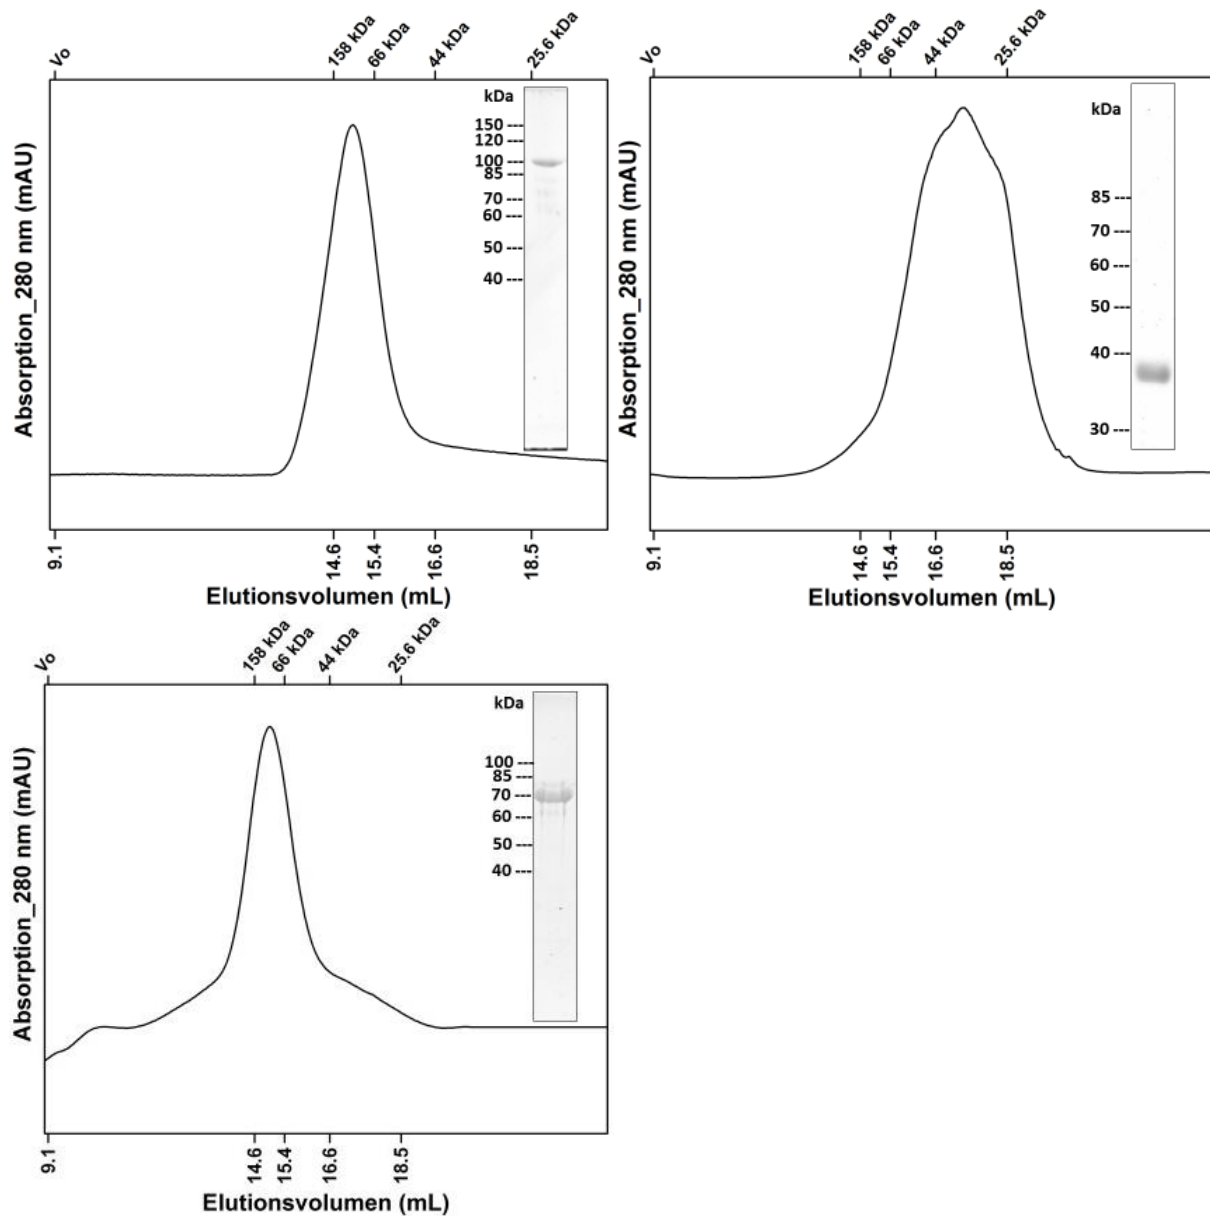 Vo
158 kDa
66 kDa
44 kDa
25.6 kDa
Absorption_280 nm (mAU)
kDa
150 ---
120 ---
100 ---
85 ---
70 ---
60 ---
50 ---
40 ---
9.1
14.6
15.4
16.6
18.5
Elutionsvolumen (mL)
Vo
158 kDa
66 kDa
44 kDa
25.6 kDa
Absorption_280 nm (mAU)
kDa
85 ---
70 ---
60 ---
50 ---
40 ---
30 ---
9.1
14.6
15.4
16.6
18.5
Elutionsvolumen (mL)
Vo
158 kDa
66 kDa
44 kDa
25.6 kDa
Absorption_280 nm (mAU)
kDa
100 ---
85 ---
70 ---
60 ---
50 ---
40 ---
9.1
14.6
15.4
16.6
18.5
Elutionsvolumen (mL)